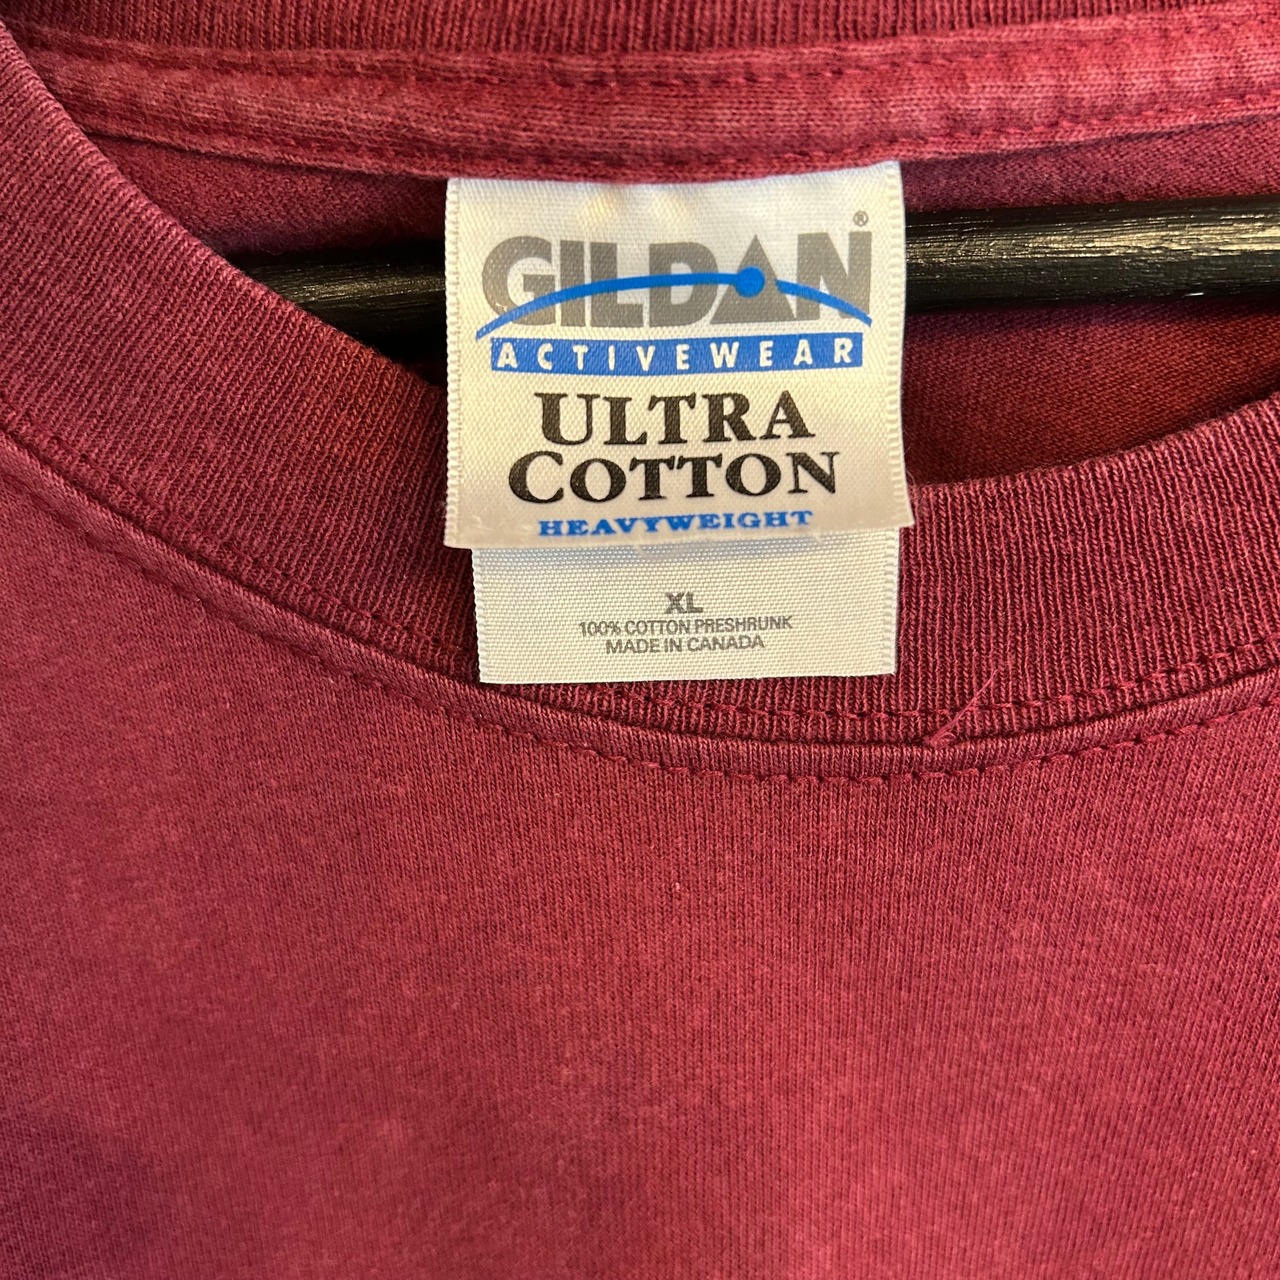 GILDAN®
ACTIVEWEAR
ULTRA
COTTON
HEAVYWEIGHT
XL
100% COTTON PRESHRUNK
MADE IN CANADA